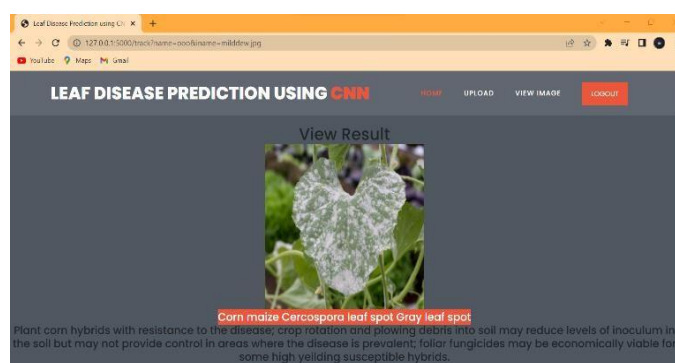 Leaf Disease Prediction using CN
127.0.0.1:5000/track?name=ooo&iname=milddew.jpg
YouTube Maps Gmail
LEAF DISEASE PREDICTION USING CNN HOME UPLOAD VIEW IMAGE LOGOUT
View Result
Corn maize Cercospora leaf spot Gray leaf spot
Plant corn hybrids with resistance to the disease; crop rotation and plowing debris into soil may reduce levels of inoculum in
the soil but may not provide control in areas where the disease is prevalent; foliar fungicides may be economically viable for
some high yeilding susceptible hybrids.